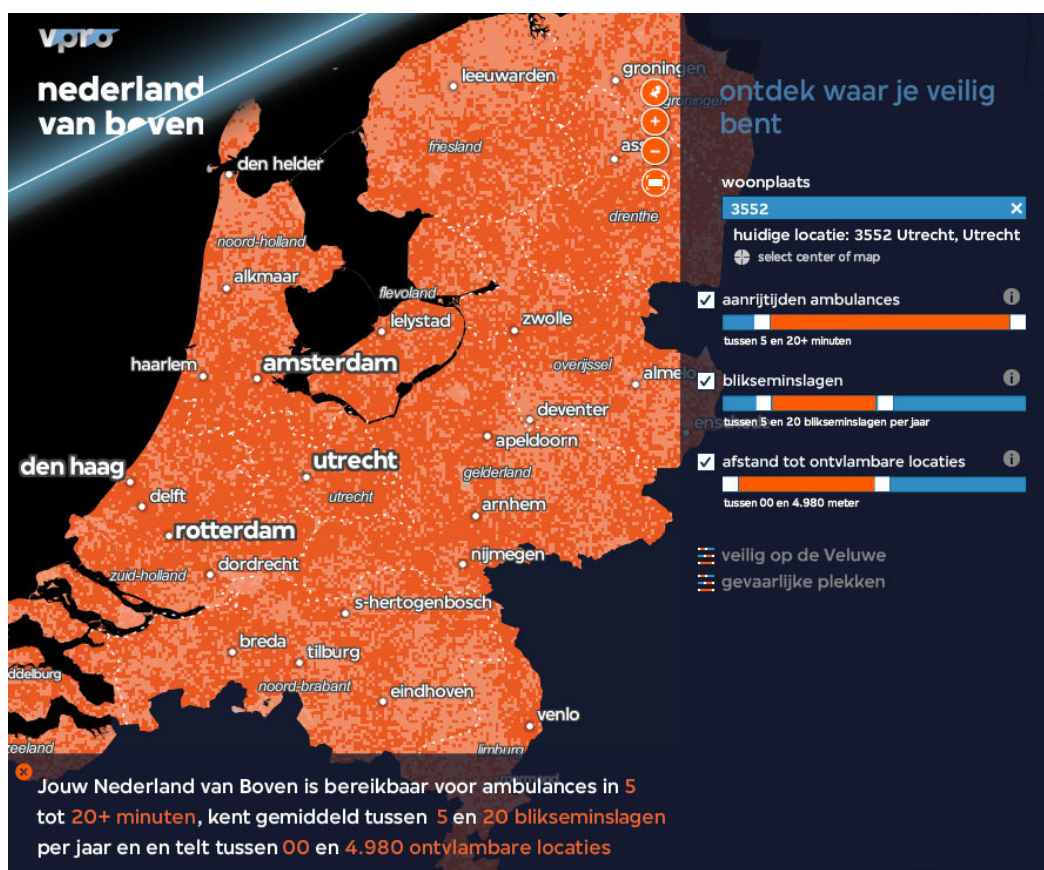 vpro
nederland
van boven
leeuwarden
groningen
groningen
friesland
den helder
drenthe
noord-holland
alkmaar
flevoland
lelystad
zwolle
haarlem
amsterdam
overijssel
deventer
apeldoorn
den haag
utrecht
gelderland
delft
utrecht
arnhem
rotterdam
nijmegen
zuid-holland
dordrecht
s-hertogenbosch
breda
tilburg
noord-brabant
eindhoven
venlo
limburg
zeeland
ontdek waar je veilig
bent
woonplaats
3552
huidige locatie: 3552 Utrecht, Utrecht
select center of map
aanrijtijden ambulances
tussen 5 en 20+ minuten
blikseminslagen
tussen 5 en 20 blikseminslagen per jaar
afstand tot ontvlambare locaties
tussen 00 en 4.980 meter
veilig op de Veluwe
gevaarlijke plekken
Jouw Nederland van Boven is bereikbaar voor ambulances in 5
tot 20+ minuten, kent gemiddeld tussen 5 en 20 blikseminslagen
per jaar en en telt tussen 00 en 4.980 ontvlambare locaties